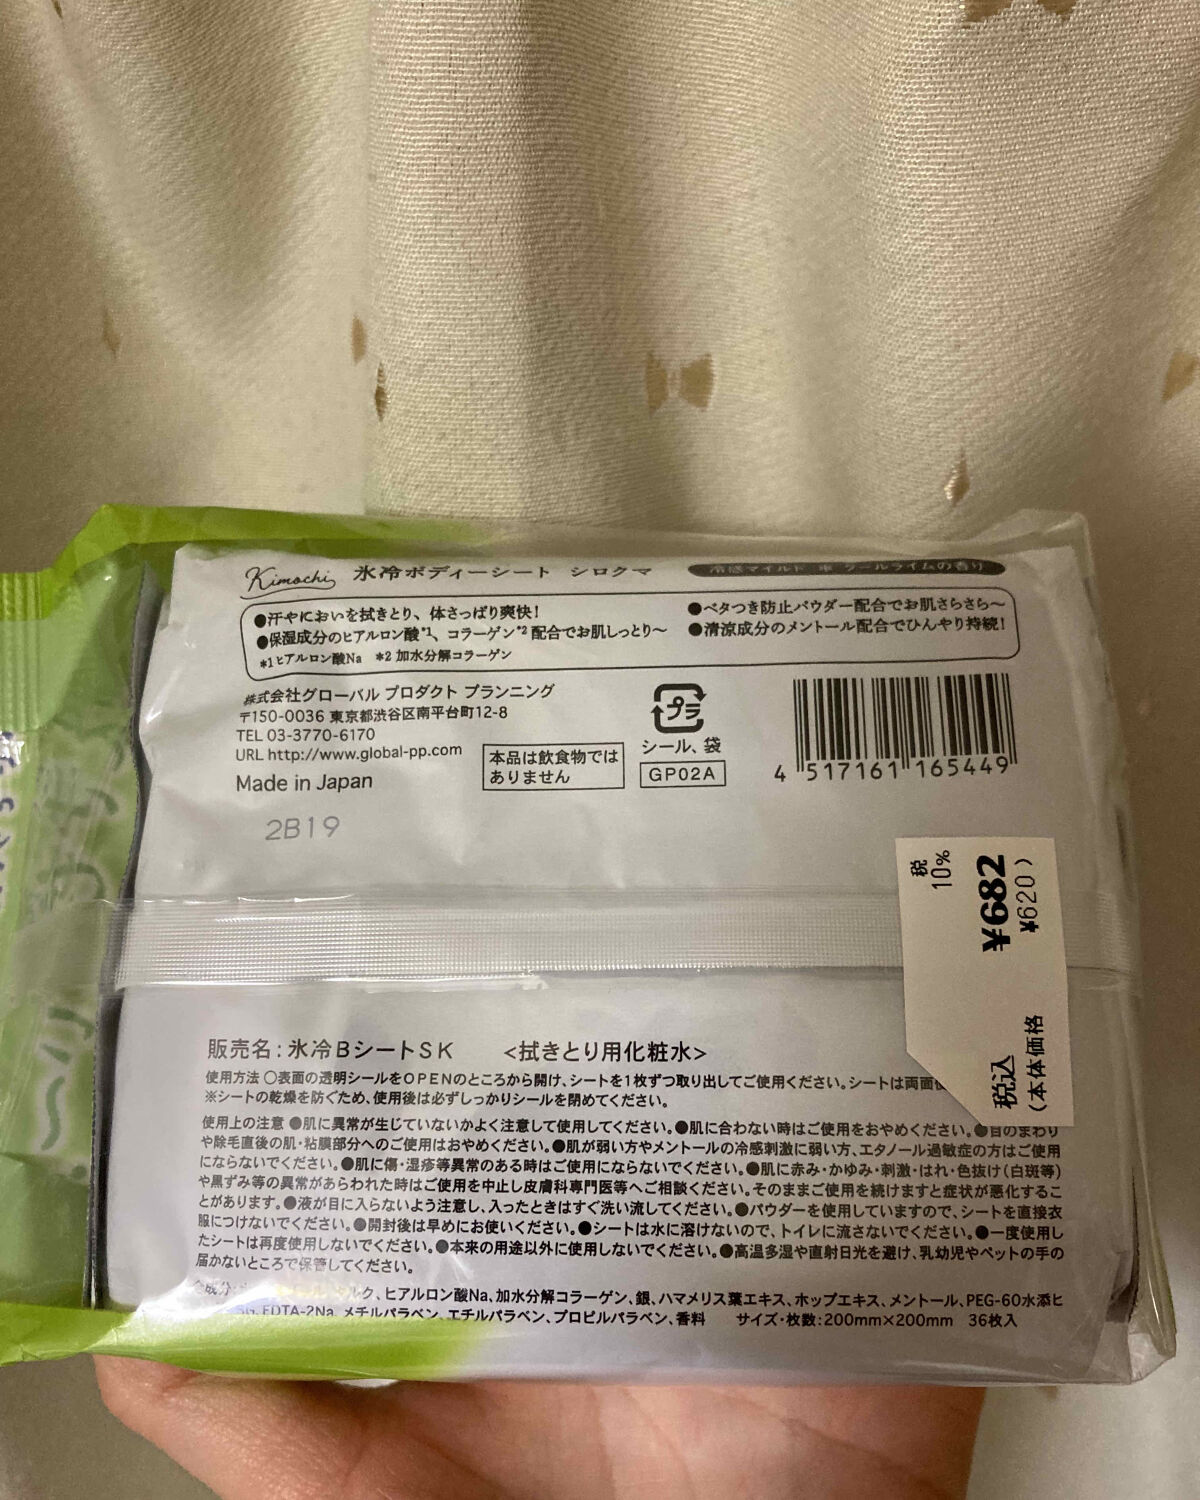 Kimochi 氷冷ボディーシート シロクマ 冷感マイルド クールライムの香り
●汗やにおいを拭きとり、体さっぱり爽快!
●保湿成分のヒアルロン酸*1、コラーゲン*2配合でお肌しっとり〜
*1ヒアルロン酸Na *2加水分解コラーゲン
●ベタつき防止パウダー配合でお肌さらさら〜
●清涼成分のメントール配合でひんやり持続!
株式会社グローバル プロダクト プランニング
〒150-0036 東京都渋谷区南平台町12-8
TEL 03-3770-6170
URL http://www.global-pp.com
Made in Japan
本品は飲食物では
ありません
プラ
シール、袋
GP02A
4 517161 165449
2B19
税
10%
¥682
¥620)
税込
(本体価格
販売名:氷冷BシートSK <拭きとり用化粧水>
使用方法 ○表面の透明シールをOPENのところから開け、シートを1枚ずつ取り出してご使用ください。シートは両面
※シートの乾燥を防ぐため、使用後は必ずしっかりシールを閉めてください。
使用上の注意 ●肌に異常が生じていないかよく注意して使用してください。●肌に合わない時はご使用をおやめください。●目のまわり
や除毛直後の肌・粘膜部分へのご使用はおやめください。●肌が弱い方やメントールの冷感刺激に弱い方、エタノール過敏症の方はご使用
にならないでください。●肌に傷・湿疹等異常のある時はご使用にならないでください。●肌に赤み・かゆみ・刺激・はれ・色抜け(白斑等)
や黒ずみ等の異常があらわれた時はご使用を中止し皮膚科専門医等へご相談ください。そのままご使用を続けますと症状が悪化するこ
とがあります。●液が目に入らないよう注意し、入ったときはすぐ洗い流してください。●パウダーを使用していますので、シートを直接衣
服につけないでください。●開封後は早めにお使いください。●シートは水に溶けないので、トイレに流さないでください。●一度使用し
たシートは再度使用しないでください。●本来の用途以外に使用しないでください。●高温多湿や直射日光を避け、乳幼児やペットの手の
届かないところで保管してください。
全成分: ルク、ヒアルロン酸Na、加水分解コラーゲン、銀、ハマメリス葉エキス、ホップエキス、メントール、PEG-60水添ヒ
BG、EDTA-2Na、メチルパラベン、エチルパラベン、プロピルパラベン、香料 サイズ・枚数:200mm×200mm 36枚入